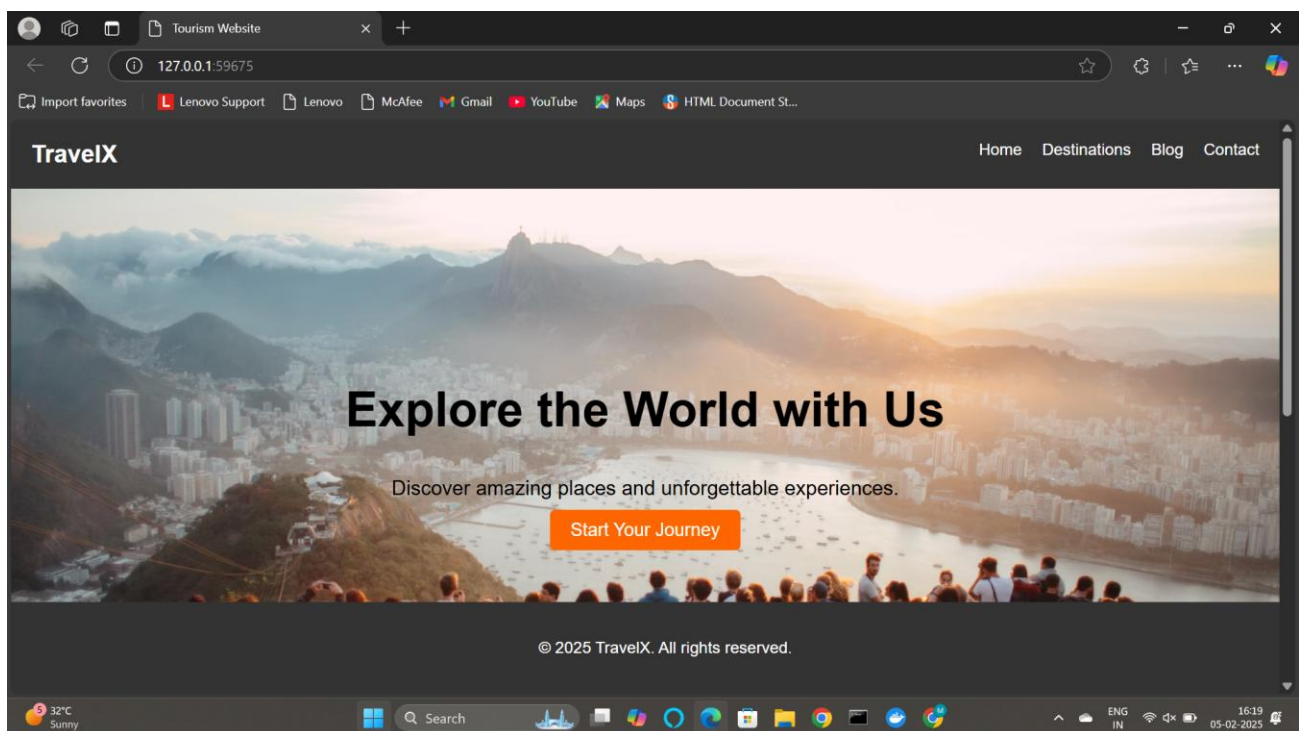 Tourism Website
127.0.0.1:59675
Import favorites L Lenovo Support Lenovo McAfee Gmail YouTube Maps HTML Document St...
TravelX Home Destinations Blog Contact
Explore the World with Us
Discover amazing places and unforgettable experiences.
Start Your Journey
© 2025 TravelX. All rights reserved.
5 32°C Search ENG 16:19
Sunny IN 05-02-2025